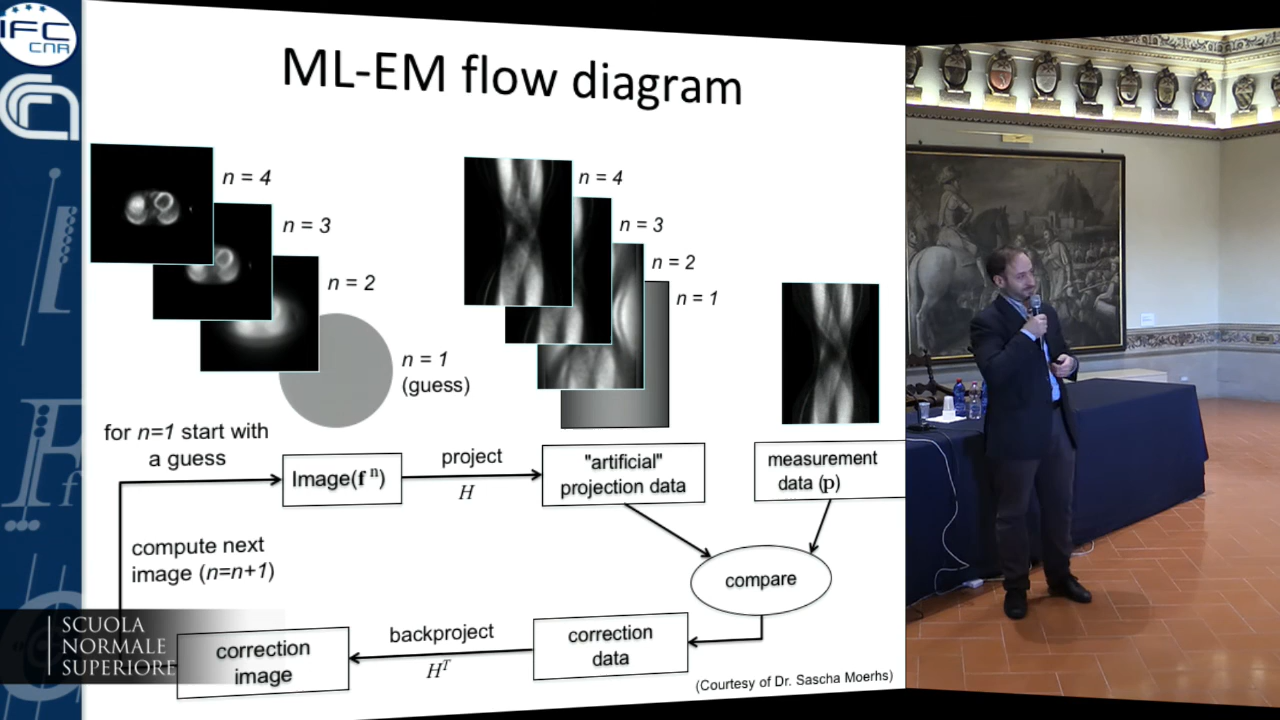 IFC
CNR
ML-EM flow diagram
n = 4
n = 3
n = 2
n = 1
(guess)
n = 4
n = 3
n = 2
n = 1
for n=1 start with
a guess
Image(f n)
project
H
"artificial"
projection data
measurement
data (p)
compute next
image (n=n+1)
compare
correction
image
backproject
HT
correction
data
(Courtesy of Dr. Sascha Moerhs)
SCUOLA
NORMALE
SUPERIORE